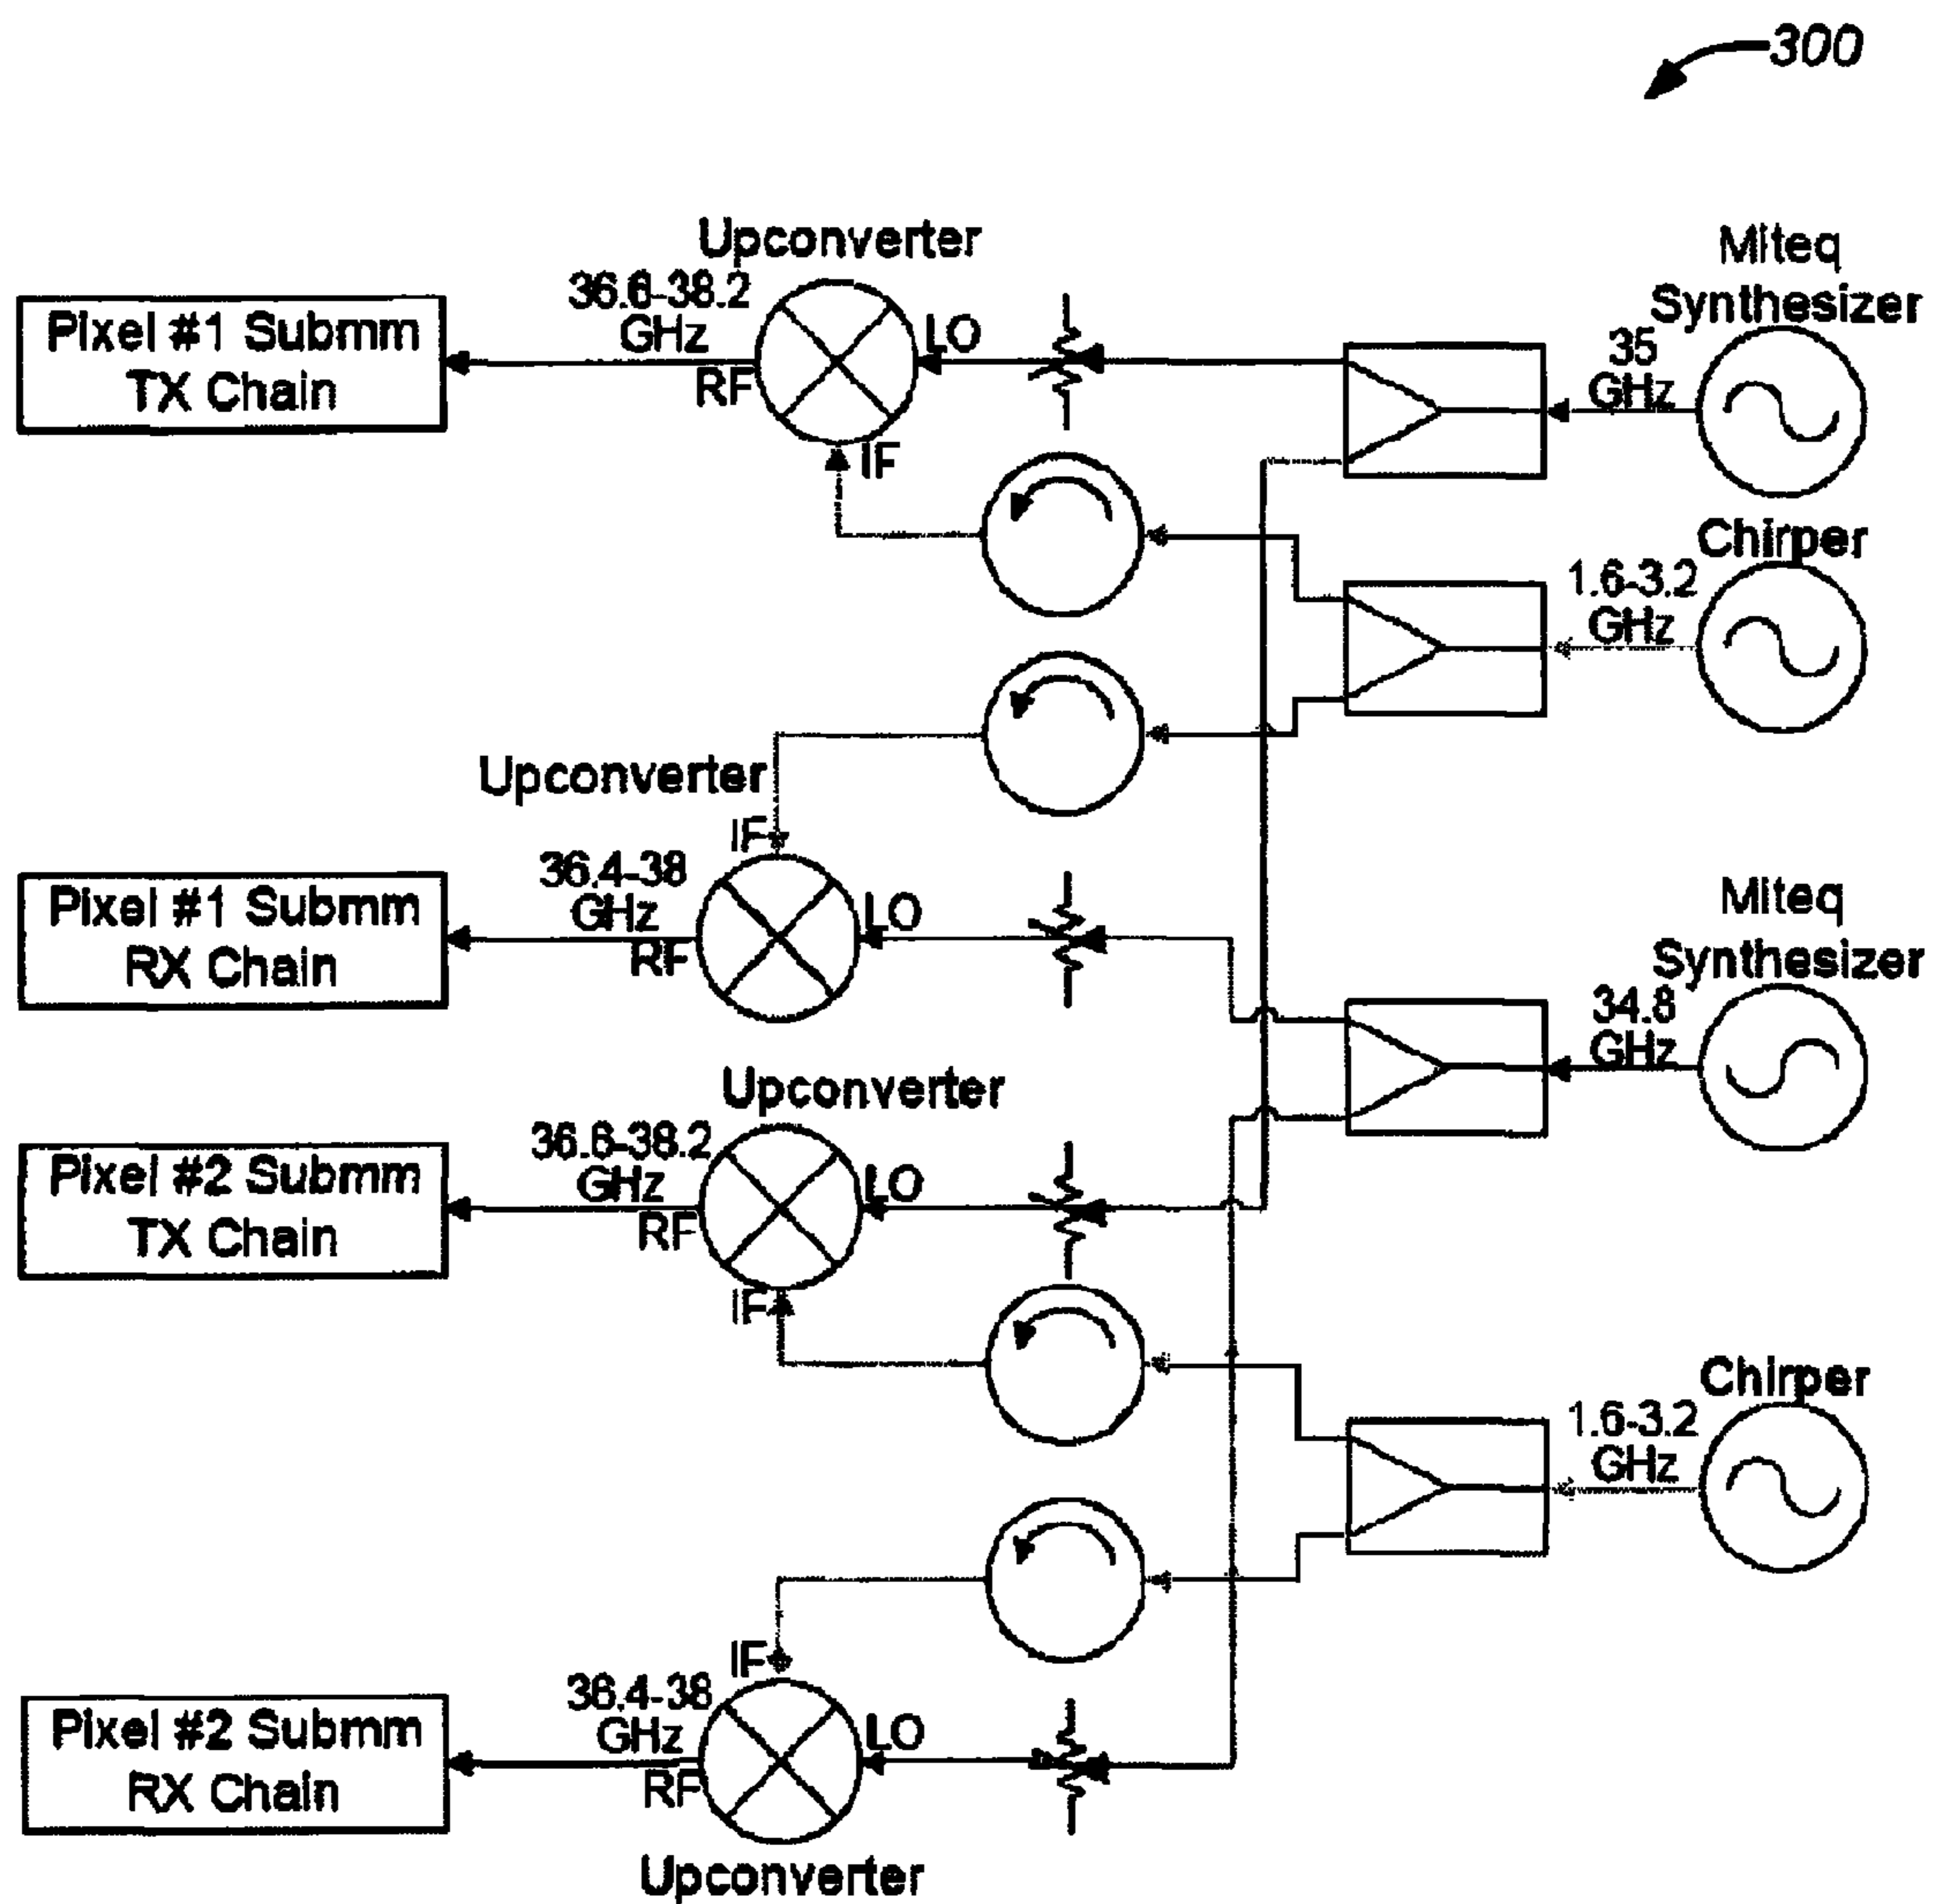 300
Upconverter
Miteq
Synthesizer
36.6-38.2
GHz
LO
35
GHz
Pixel #1 Submm
TX Chain
RF
IF
Chirper
1.6-3.2
GHz
Upconverter
IF
36.4-38
GHz
LO
Miteq
Synthesizer
Pixel #1 Submm
RX Chain
RF
34.8
GHz
Upconverter
36.6-38.2
GHz
LO
Pixel #2 Submm
TX Chain
RF
IF
Chirper
1.6-3.2
GHz
IF
36.4-38
GHz
LO
Pixel #2 Submm
RX Chain
RF
Upconverter